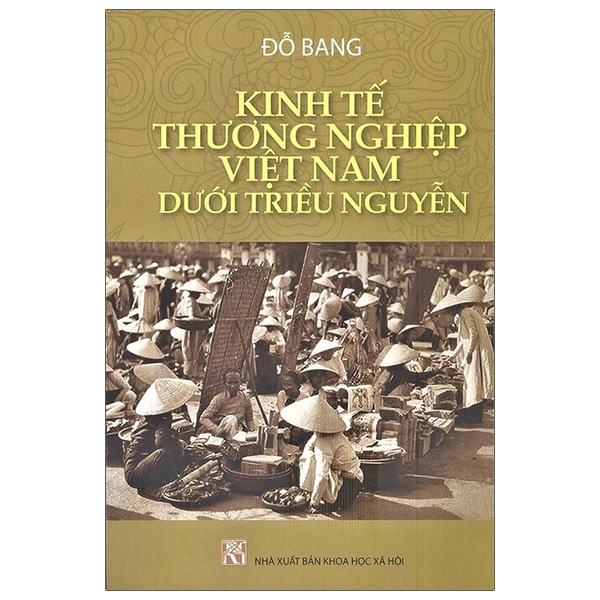 ĐỖ BANG
KINH TẾ
THƯƠNG NGHIỆP
VIỆT NAM
DƯỚI TRIỀU NGUYỄN
NHÀ XUẤT BẢN KHOA HỌC XÃ HỘI